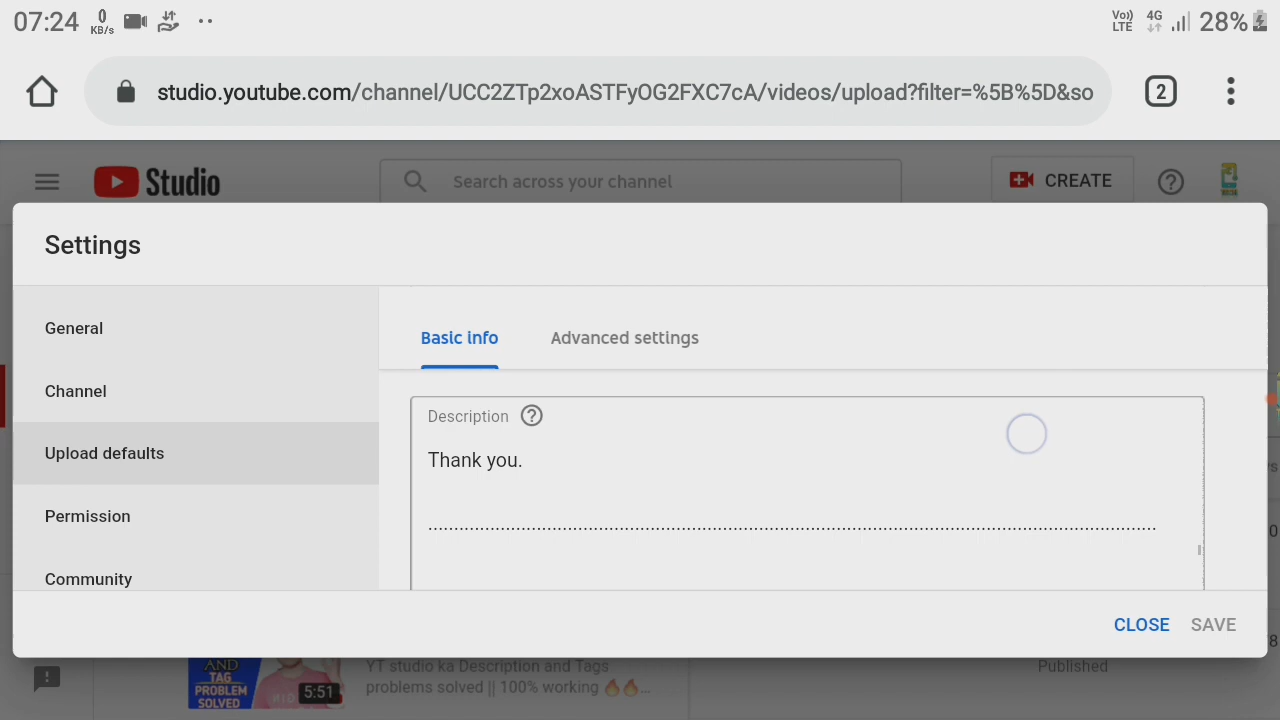 07:24 0 KB/s Vo)) LTE 4G 28%
studio.youtube.com/channel/UCC2ZTp2xoASTFyOG2FXC7cA/videos/upload?filter=%5B%5D&so 2
Studio Search across your channel CREATE
Settings
General
Channel
Upload defaults
Permission
Community
Basic info Advanced settings
Description
Thank you.
CLOSE SAVE
AND
TAG
PROBLEM
SOLVED
5:51
YT studio ka Description and Tags
problems solved || 100% working 🔥🔥...
Published